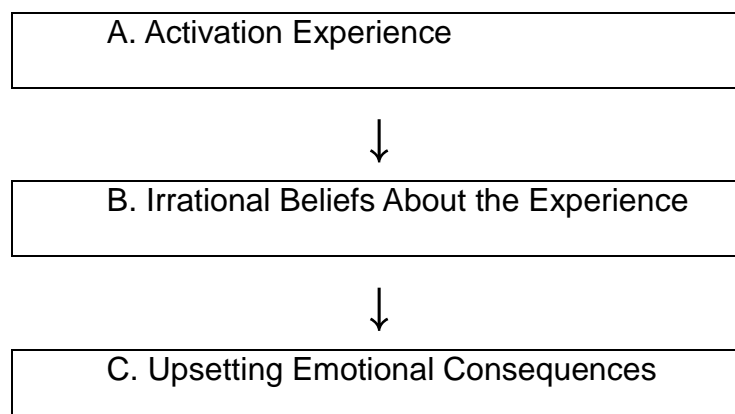 A. Activation Experience
B. Irrational Beliefs About the Experience
C. Upsetting Emotional Consequences